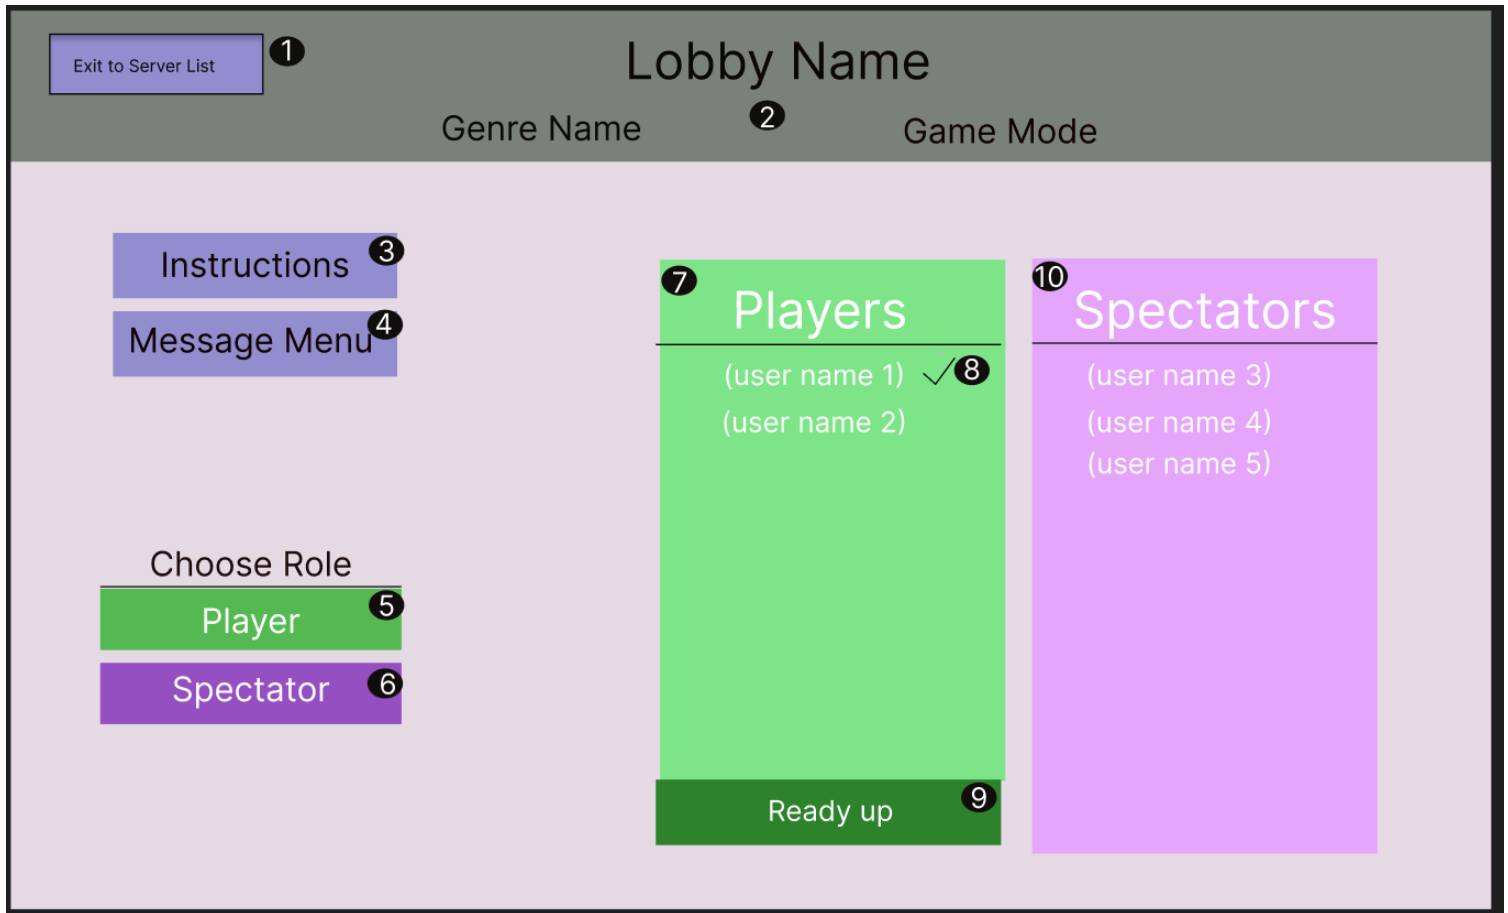 Exit to Server List
1
Lobby Name
2
Genre Name
Game Mode
Instructions
3
Message Menu
4
Choose Role
Player
5
Spectator
6
7
Players
(user name 1)
8
(user name 2)
Ready up
9
10
Spectators
(user name 3)
(user name 4)
(user name 5)